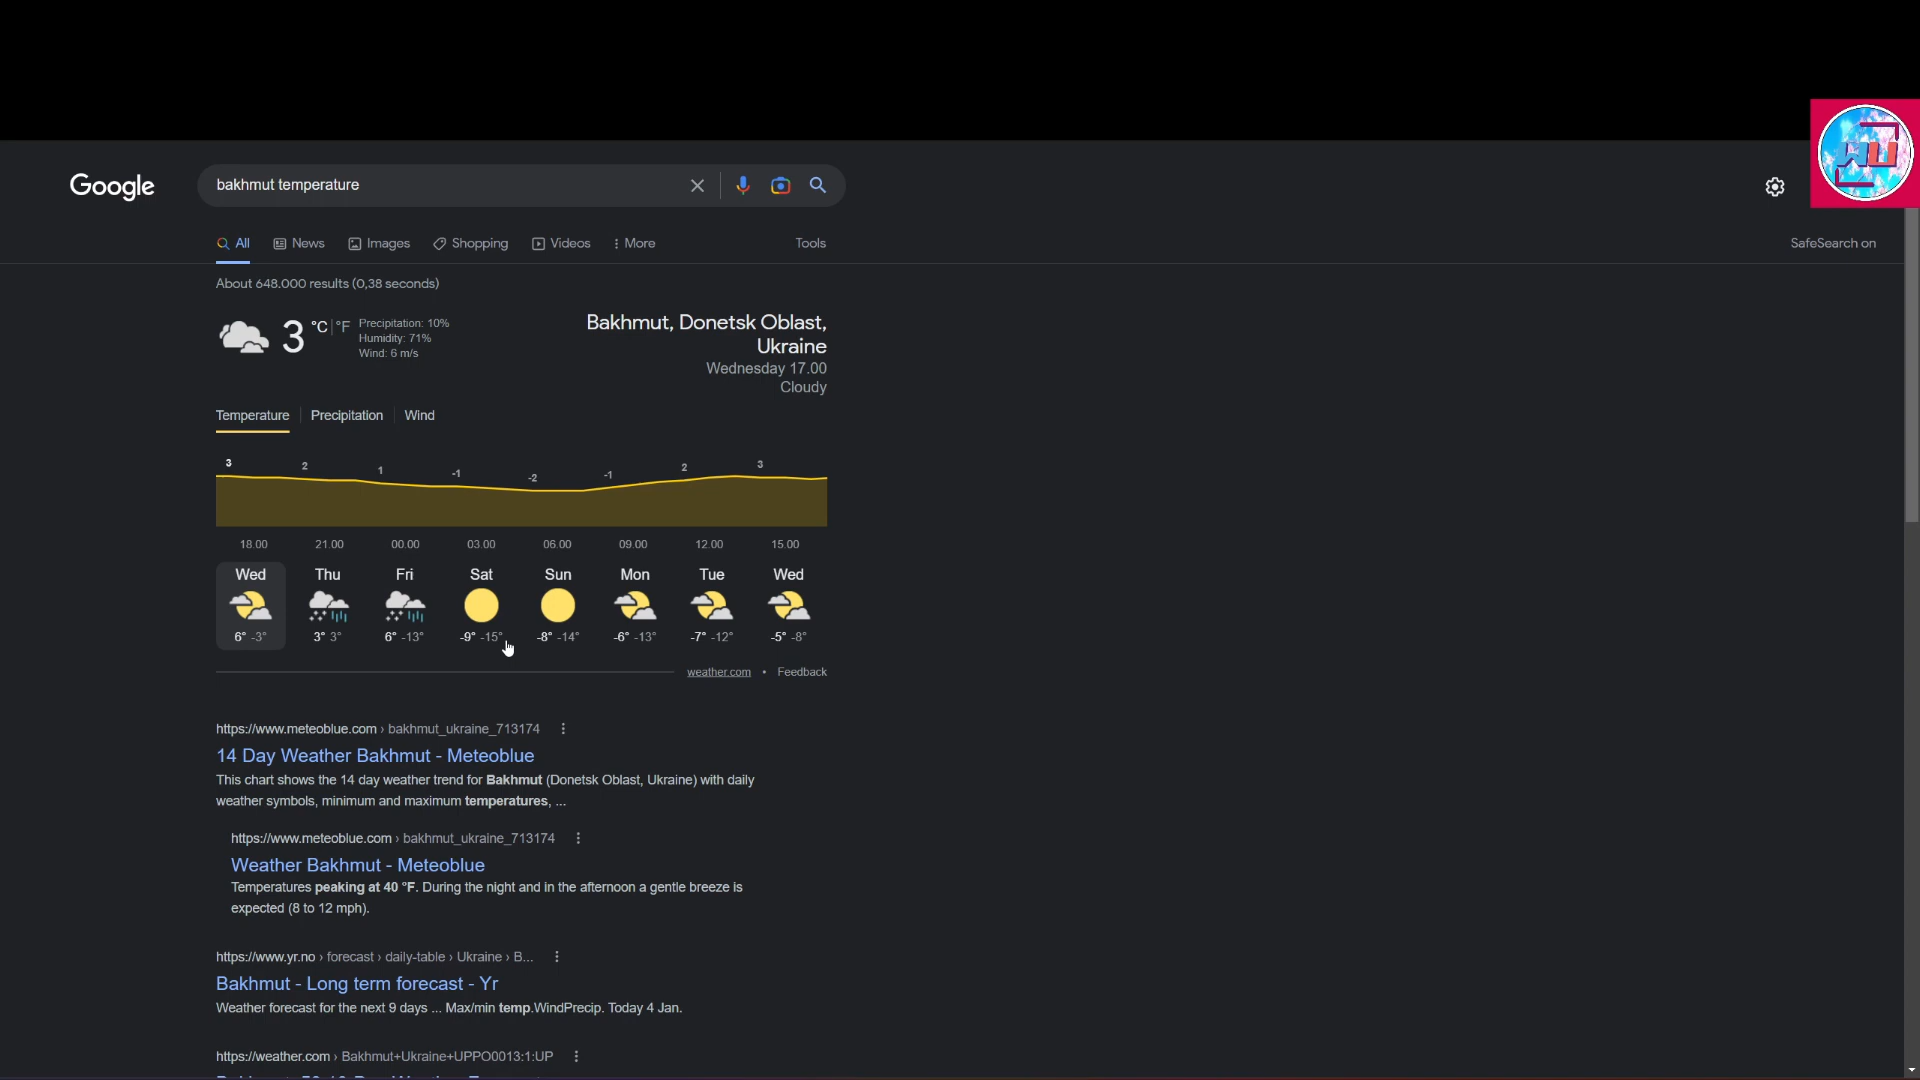 WU
Google
bakhmut temperature
All
News
Images
Shopping
Videos
More
Tools
SafeSearch on
About 648.000 results (0,38 seconds)
3 °C | °F
Precipitation: 10%
Humidity: 71%
Wind: 6 m/s
Bakhmut, Donetsk Oblast,
Ukraine
Wednesday 17.00
Cloudy
Temperature
Precipitation
Wind
3 2 1 -1 -2 -1 2 3
18.00 21.00 00.00 03.00 06.00 09.00 12.00 15.00
Wed Thu Fri Sat Sun Mon Tue Wed
6° -3° 3° 3° 6° -13° -9° -15° -8° -14° -6° -13° -7° -12° -5° -8°
weather.com • Feedback
https://www.meteoblue.com › bakhmut_ukraine_713174
14 Day Weather Bakhmut - Meteoblue
This chart shows the 14 day weather trend for Bakhmut (Donetsk Oblast, Ukraine) with daily
weather symbols, minimum and maximum temperatures, ...
https://www.meteoblue.com › bakhmut_ukraine_713174
Weather Bakhmut - Meteoblue
Temperatures peaking at 40 °F. During the night and in the afternoon a gentle breeze is
expected (8 to 12 mph).
https://www.yr.no › forecast › daily-table › Ukraine › B...
Bakhmut - Long term forecast - Yr
Weather forecast for the next 9 days ... Max/min temp.WindPrecip. Today 4 Jan.
https://weather.com › Bakhmut+Ukraine+UPPO0013:1:UP